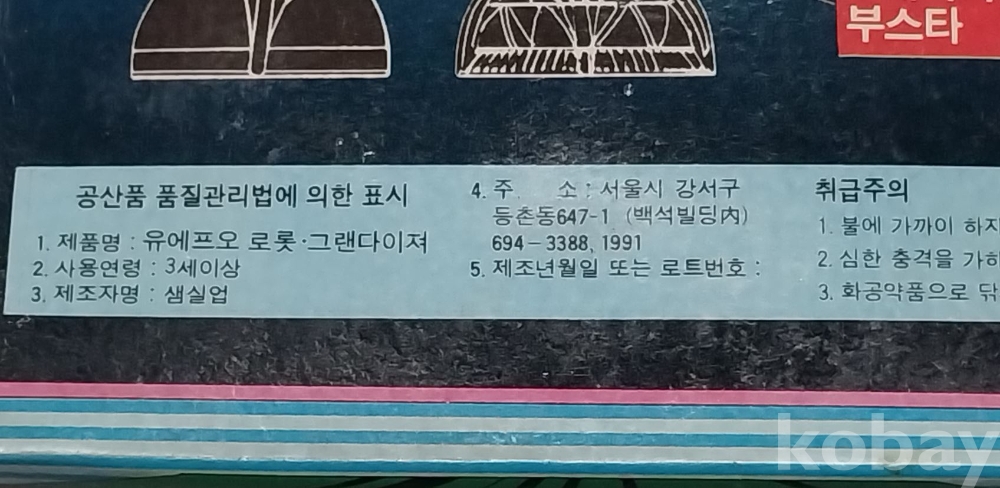 부스타
공산품 품질관리법에 의한 표시
1. 제품명 : 유에프오 로롯·그랜다이져
2. 사용연령 : 3세이상
3. 제조자명 : 샘실업
4. 주 소 : 서울시 강서구
등촌동647-1 (백석빌딩內)
694-3388, 1991
5. 제조년월일 또는 로트번호 :
취급주의
1. 불에 가까이 하지
2. 심한 충격을 가하
3. 화공약품으로 닦
kobay